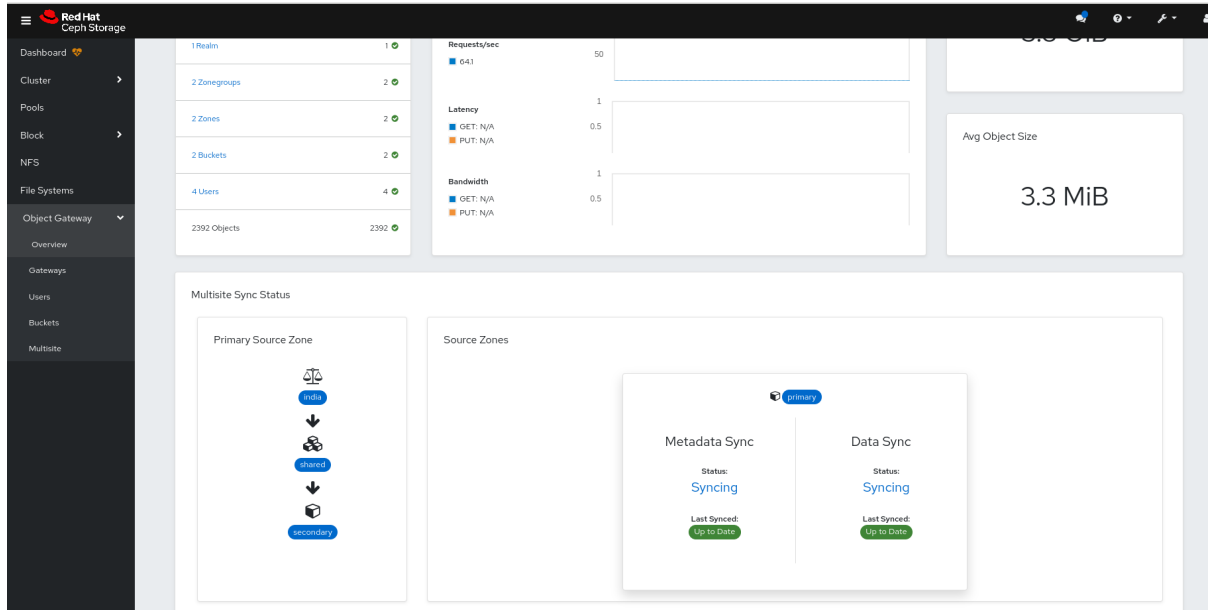 Red Hat
Ceph Storage
Dashboard
Cluster
Pools
Block
NFS
File Systems
Object Gateway
Overview
Gateways
Users
Buckets
Multisite
1 Realm 1
2 Zonegroups 2
2 Zones 2
2 Buckets 2
4 Users 4
2392 Objects 2392
Requests/sec
64.1
50
Latency
GET: N/A
PUT: N/A
1
0.5
Bandwidth
GET: N/A
PUT: N/A
1
0.5
Avg Object Size
3.3 MiB
Multisite Sync Status
Primary Source Zone
india
shared
secondary
Source Zones
primary
Metadata Sync
Status:
Syncing
Last Synced:
Up to Date
Data Sync
Status:
Syncing
Last Synced:
Up to Date